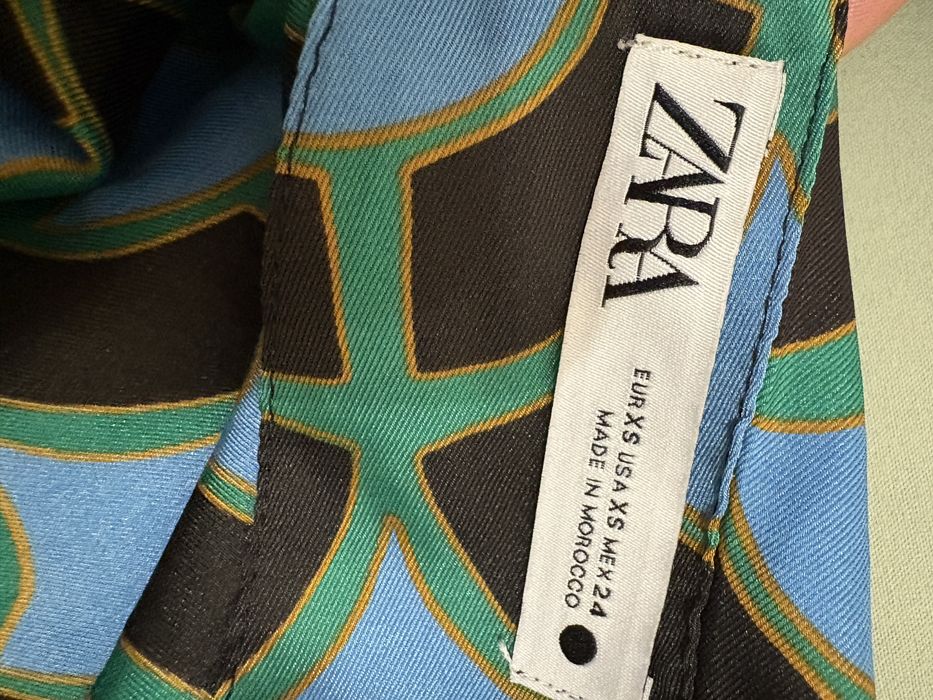 ZARA
EUR XS USA XS MEX 24
MADE IN MOROCCO